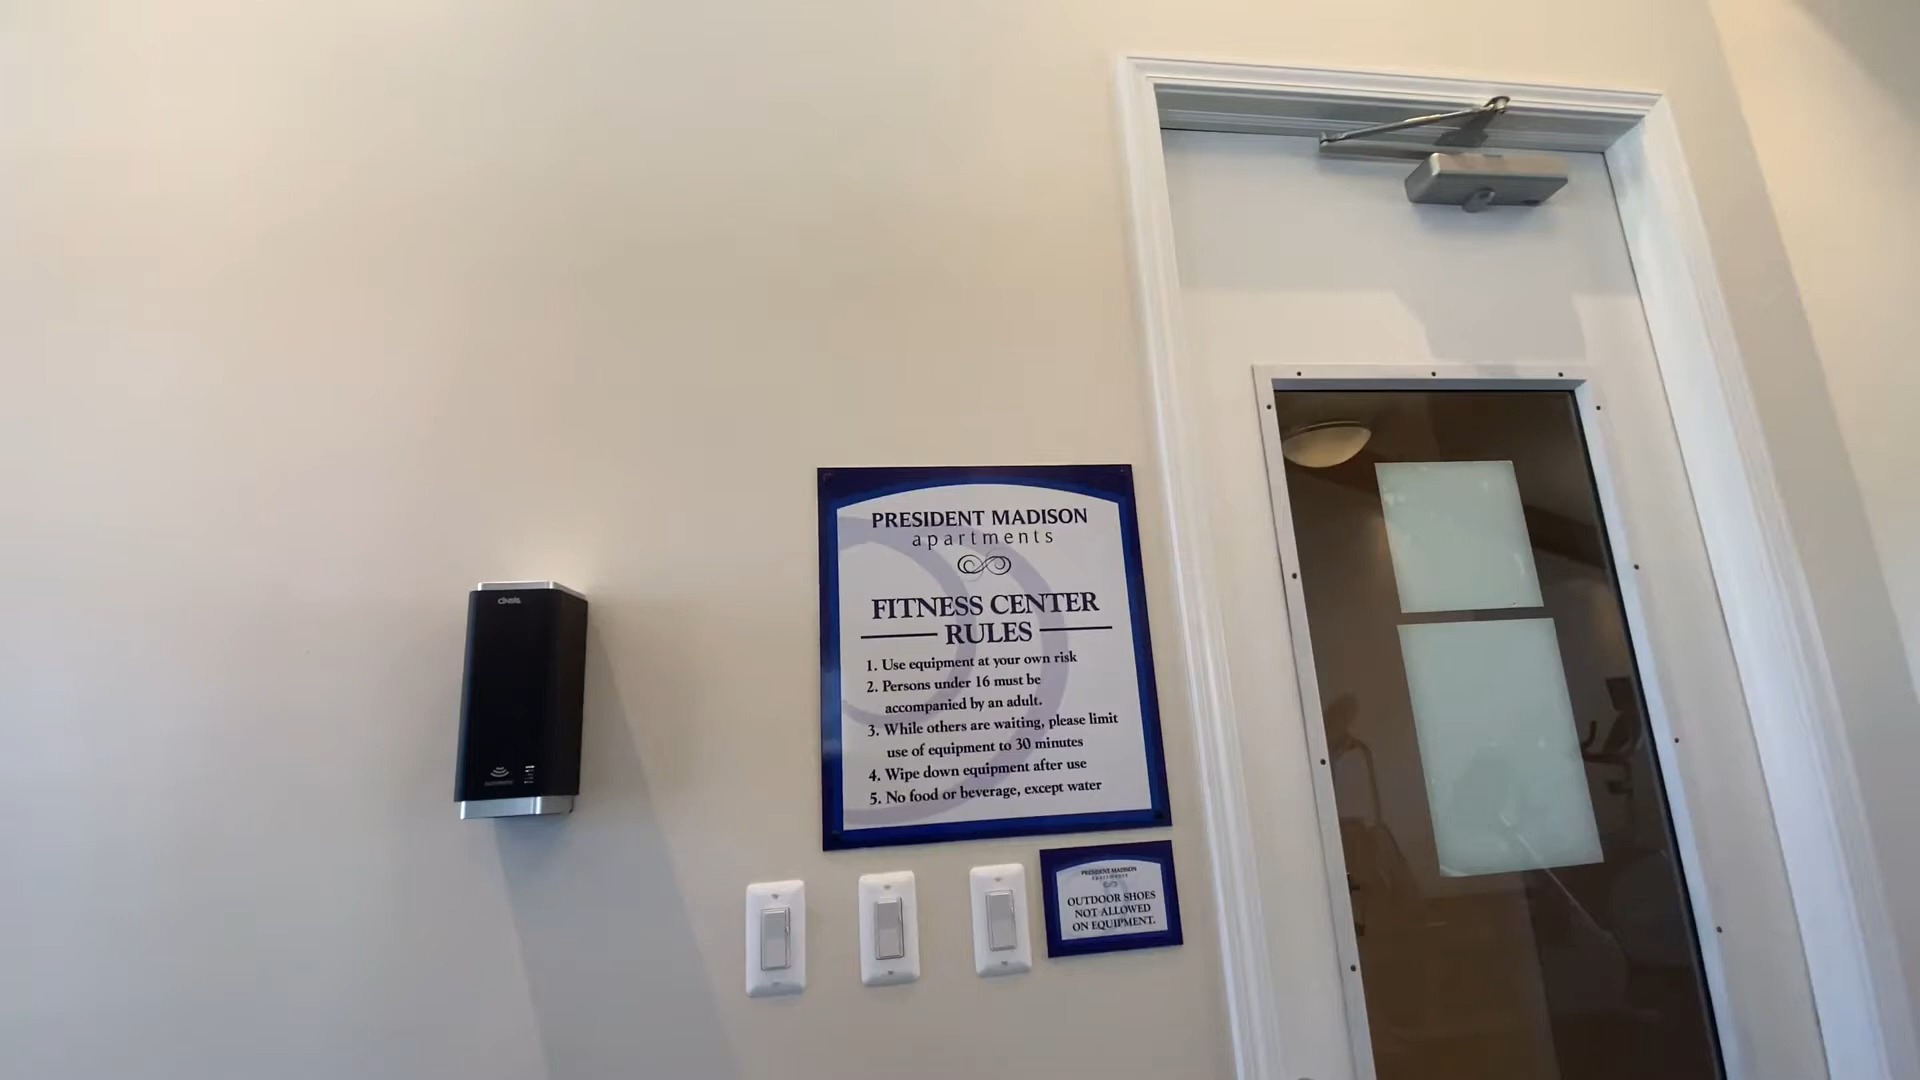 PRESIDENT MADISON
apartments
FITNESS CENTER
RULES
1. Use equipment at your own risk
2. Persons under 16 must be
accompanied by an adult.
3. While others are waiting, please limit
use of equipment to 30 minutes
4. Wipe down equipment after use
5. No food or beverage, except water
PRESIDENT MADISON
apartments
OUTDOOR SHOES
NOT ALLOWED
ON EQUIPMENT.